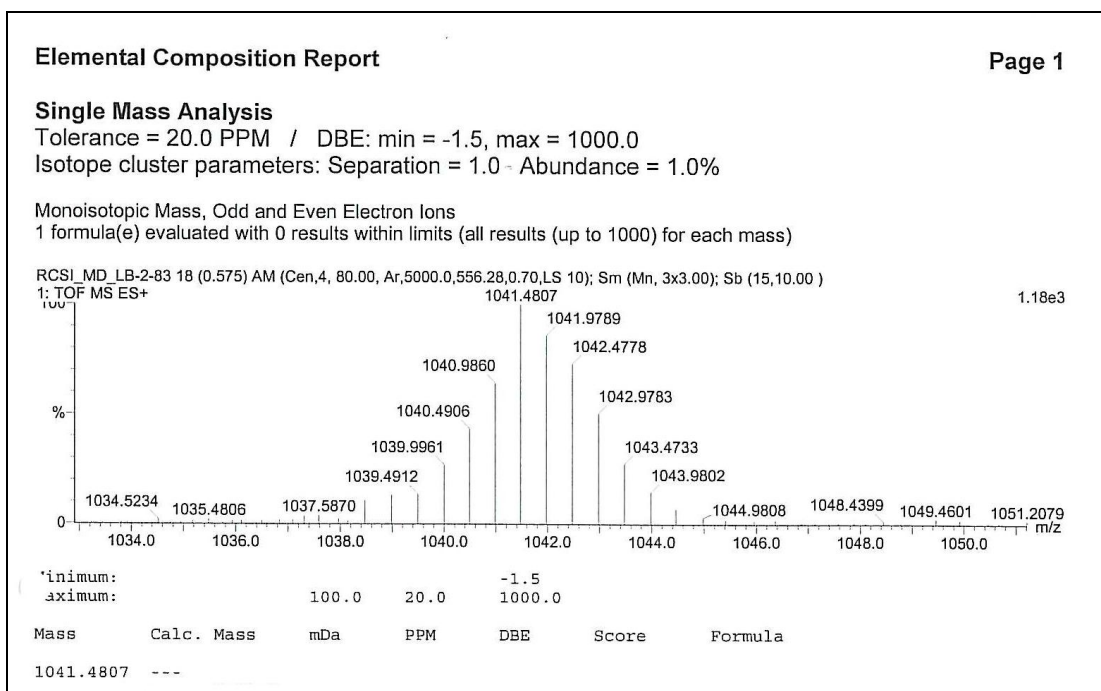 Elemental Composition Report Page 1
Single Mass Analysis
Tolerance = 20.0 PPM / DBE: min = -1.5, max = 1000.0
Isotope cluster parameters: Separation = 1.0 Abundance = 1.0%
Monoisotopic Mass, Odd and Even Electron Ions
1 formula(e) evaluated with 0 results within limits (all results (up to 1000) for each mass)
RCSI_MD_LB-2-83 18 (0.575) AM (Cen,4, 80.00, Ar,5000.0,556.28,0.70,LS 10); Sm (Mn, 3x3.00); Sb (15,10.00 )
1: TOF MS ES+
1.18e3
100
1041.4807
1041.9789
1042.4778
1040.9860
%
1042.9783
1040.4906
1039.9961
1043.4733
1039.4912
1043.9802
1034.5234
1035.4806
1037.5870
1044.9808
1048.4399
1049.4601
1051.2079
0
m/z
1034.0 1036.0 1038.0 1040.0 1042.0 1044.0 1046.0 1048.0 1050.0
inimum: -1.5
aximum: 100.0 20.0 1000.0
Mass Calc. Mass mDa PPM DBE Score Formula
1041.4807 ---